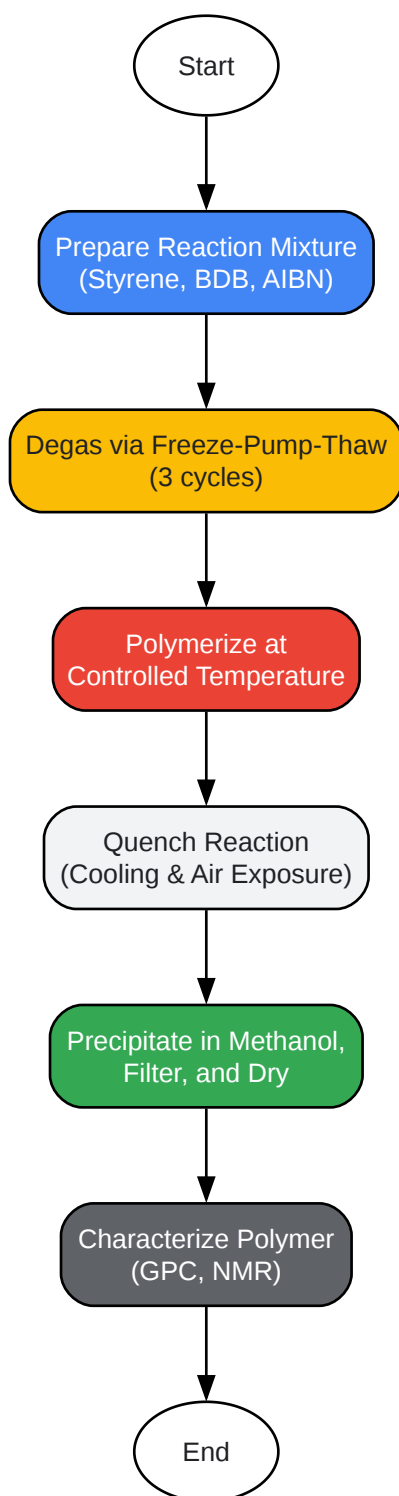 Start
Prepare Reaction Mixture
(Styrene, BDB, AIBN)
Degas via Freeze-Pump-Thaw
(3 cycles)
Polymerize at
Controlled Temperature
Quench Reaction
(Cooling & Air Exposure)
Precipitate in Methanol,
Filter, and Dry
Characterize Polymer
(GPC, NMR)
End